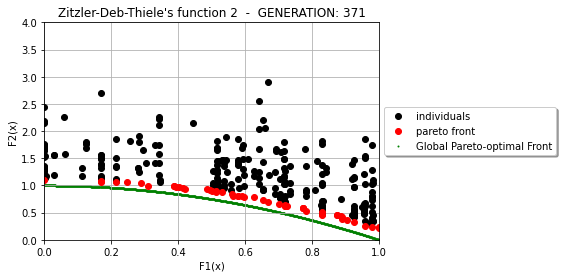 Zitzler-Deb-Thiele's function 2 - GENERATION: 371
4.0
3.5
3.0
2.5
2.0
1.5
1.0
0.5
0.0
F2(x)
0.0 0.2 0.4 0.6 0.8 1.0
F1(x)
individuals
pareto front
Global Pareto-optimal Front